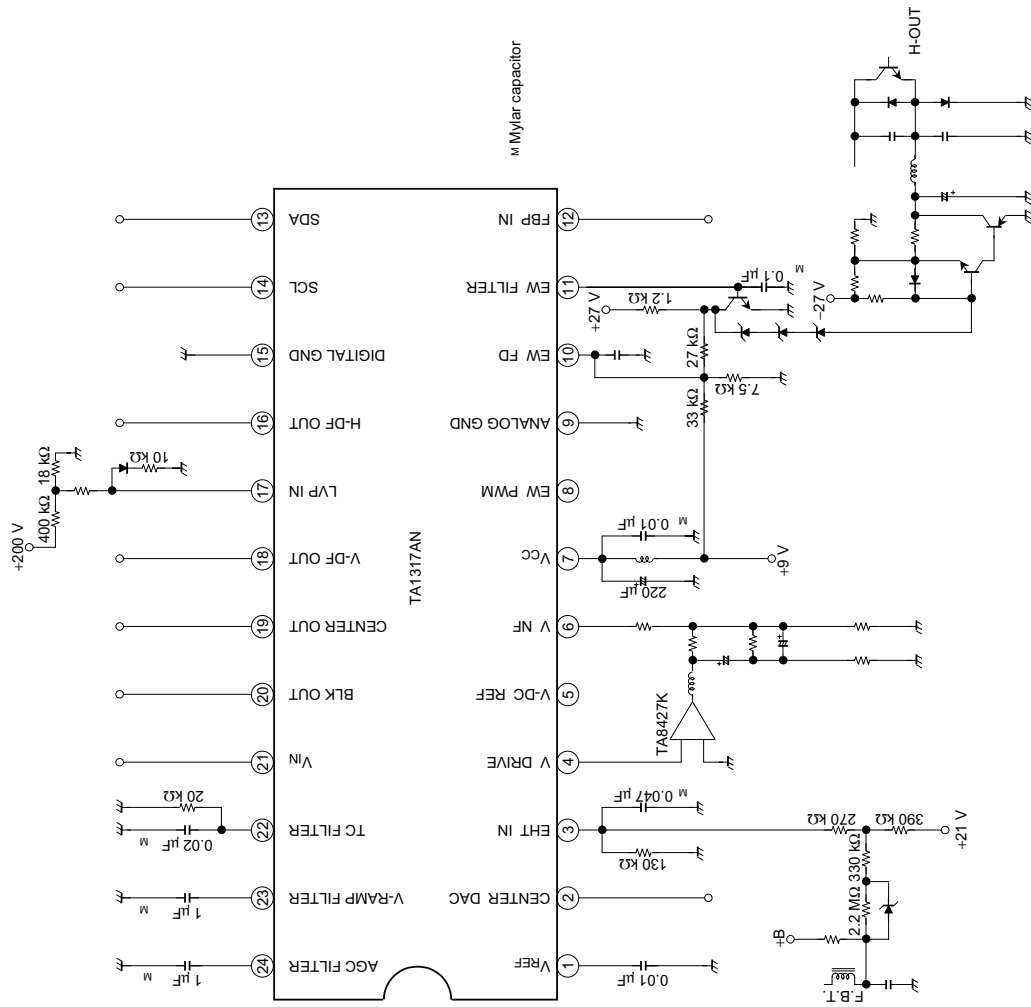 H-OUT
M Mylar capacitor
13
SDA
14
SCL
15
DIGITAL GND
16
H-DF OUT
17
LVP IN
18
V-DF OUT
19
CENTER OUT
20
BLK OUT
21
VIN
22
TC FILTER
23
V-RAMP FILTER
24
AGC FILTER
TA1317AN
12
FBP IN
11
EW FILTER
10
EW FD
9
ANALOG GND
8
EW PWM
7
VCC
6
V NF
5
V-DC REF
4
V DRIVE
3
EHT IN
2
CENTER DAC
1
VREF
+200 V
400 kΩ
18 kΩ
10 kΩ
20 kΩ
0.02 µF
M
1 µF
M
1 µF
M
0.1 µF
M
+27 V
1.2 kΩ
27 kΩ
33 kΩ
7.5 kΩ
−27 V
0.01 µF
M
220 µF
+9 V
TA8427K
0.047 µF
M
130 kΩ
270 kΩ
390 kΩ
+21 V
330 kΩ
2.2 MΩ
+B
F.B.T.
0.01 µF